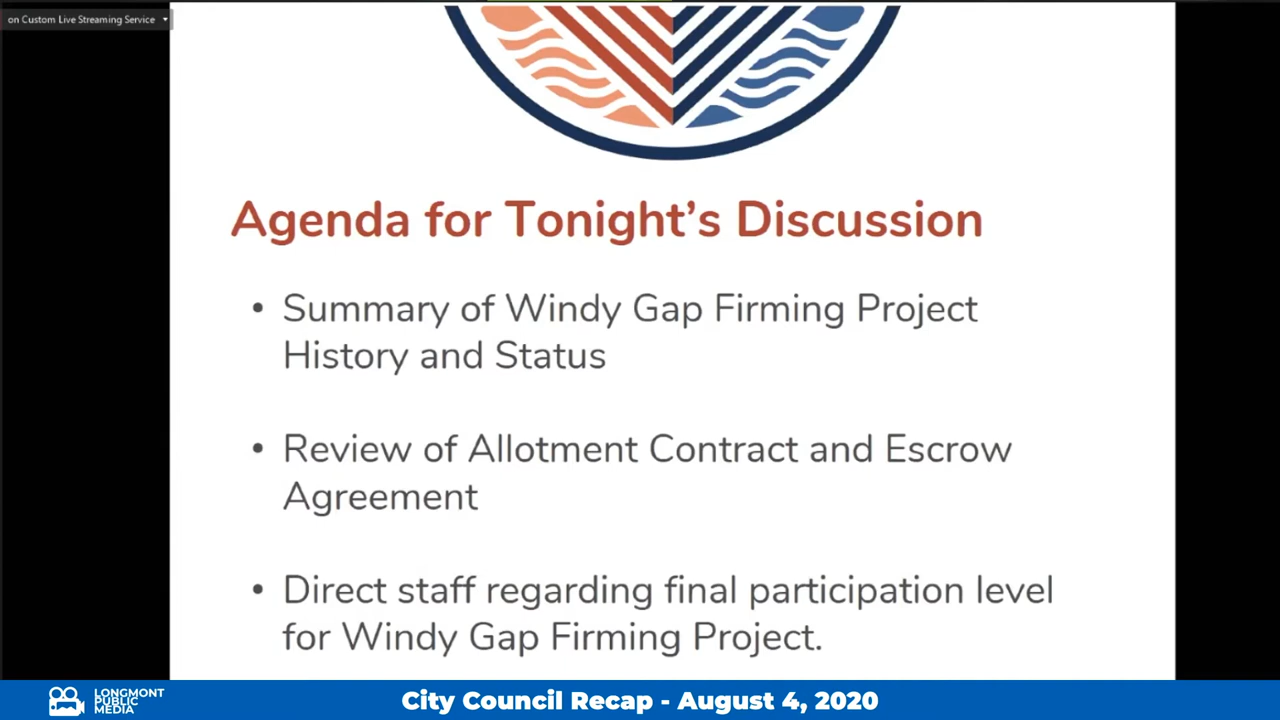 on Custom Live Streaming Service
Agenda for Tonight’s Discussion
• Summary of Windy Gap Firming Project
History and Status
• Review of Allotment Contract and Escrow
Agreement
• Direct staff regarding final participation level
for Windy Gap Firming Project.
LONGMONT
PUBLIC
MEDIA
City Council Recap - August 4, 2020